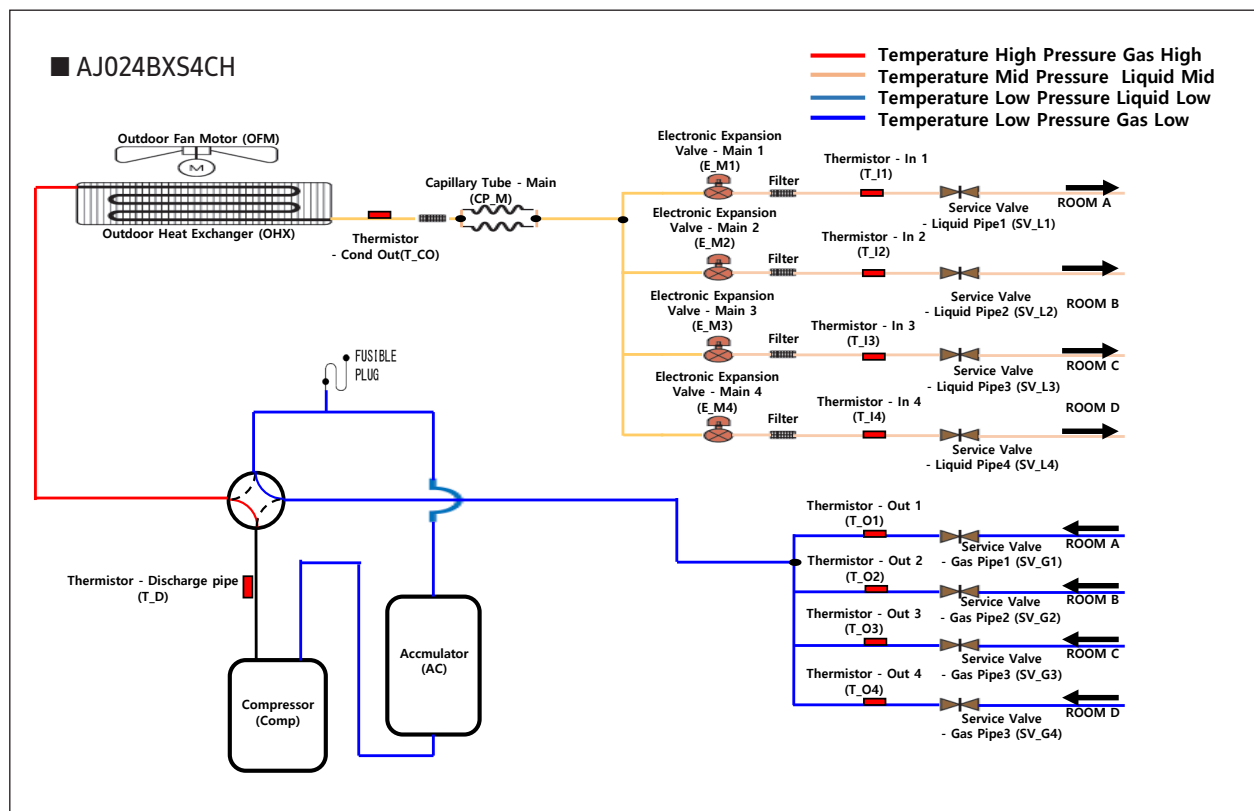 ■ AJ024BXS4CH
Temperature High Pressure Gas High
Temperature Mid Pressure Liquid Mid
Temperature Low Pressure Liquid Low
Temperature Low Pressure Gas Low
Outdoor Fan Motor (OFM)
M
Outdoor Heat Exchanger (OHX)
Thermistor
- Cond Out(T_CO)
Capillary Tube - Main
(CP_M)
Electronic Expansion
Valve - Main 1
(E_M1)
Filter
Thermistor - In 1
(T_I1)
Service Valve
- Liquid Pipe1 (SV_L1)
ROOM A
Electronic Expansion
Valve - Main 2
(E_M2)
Filter
Thermistor - In 2
(T_I2)
Service Valve
- Liquid Pipe2 (SV_L2)
ROOM B
Electronic Expansion
Valve - Main 3
(E_M3)
Filter
Thermistor - In 3
(T_I3)
Service Valve
- Liquid Pipe3 (SV_L3)
ROOM C
Electronic Expansion
Valve - Main 4
(E_M4)
Filter
Thermistor - In 4
(T_I4)
Service Valve
- Liquid Pipe4 (SV_L4)
ROOM D
FUSIBLE
PLUG
Thermistor - Discharge pipe
(T_D)
Compressor
(Comp)
Accmulator
(AC)
Thermistor - Out 1
(T_O1)
Service Valve
- Gas Pipe1 (SV_G1)
ROOM A
Thermistor - Out 2
(T_O2)
Service Valve
- Gas Pipe2 (SV_G2)
ROOM B
Thermistor - Out 3
(T_O3)
Service Valve
- Gas Pipe3 (SV_G3)
ROOM C
Thermistor - Out 4
(T_O4)
Service Valve
- Gas Pipe3 (SV_G4)
ROOM D